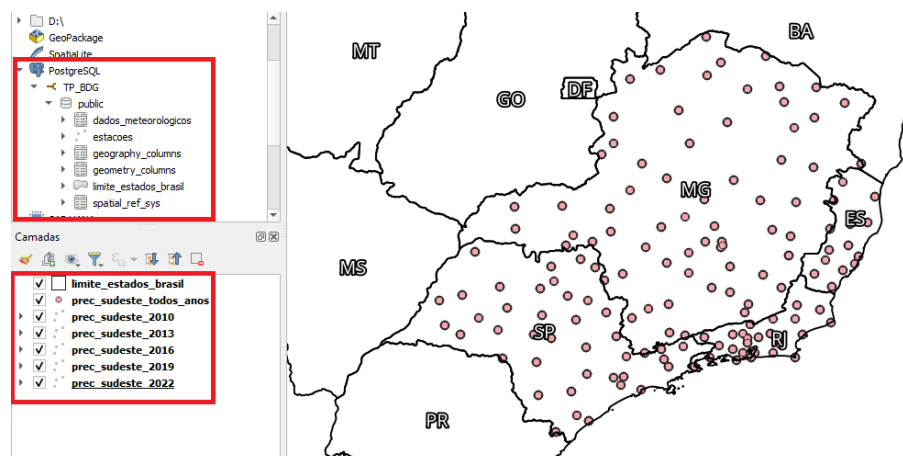 D:\
GeoPackage
SpatiaLite
PostgreSQL
TP_BDG
public
dados_meteorologicos
estacoes
geography_columns
geometry_columns
limite_estados_brasil
spatial_ref_sys
Camadas
limite_estados_brasil
prec_sudeste_todos_anos
prec_sudeste_2010
prec_sudeste_2013
prec_sudeste_2016
prec_sudeste_2019
prec_sudeste_2022
BA
MT
DF
GO
MG
ES
MS
SP
RJ
PR